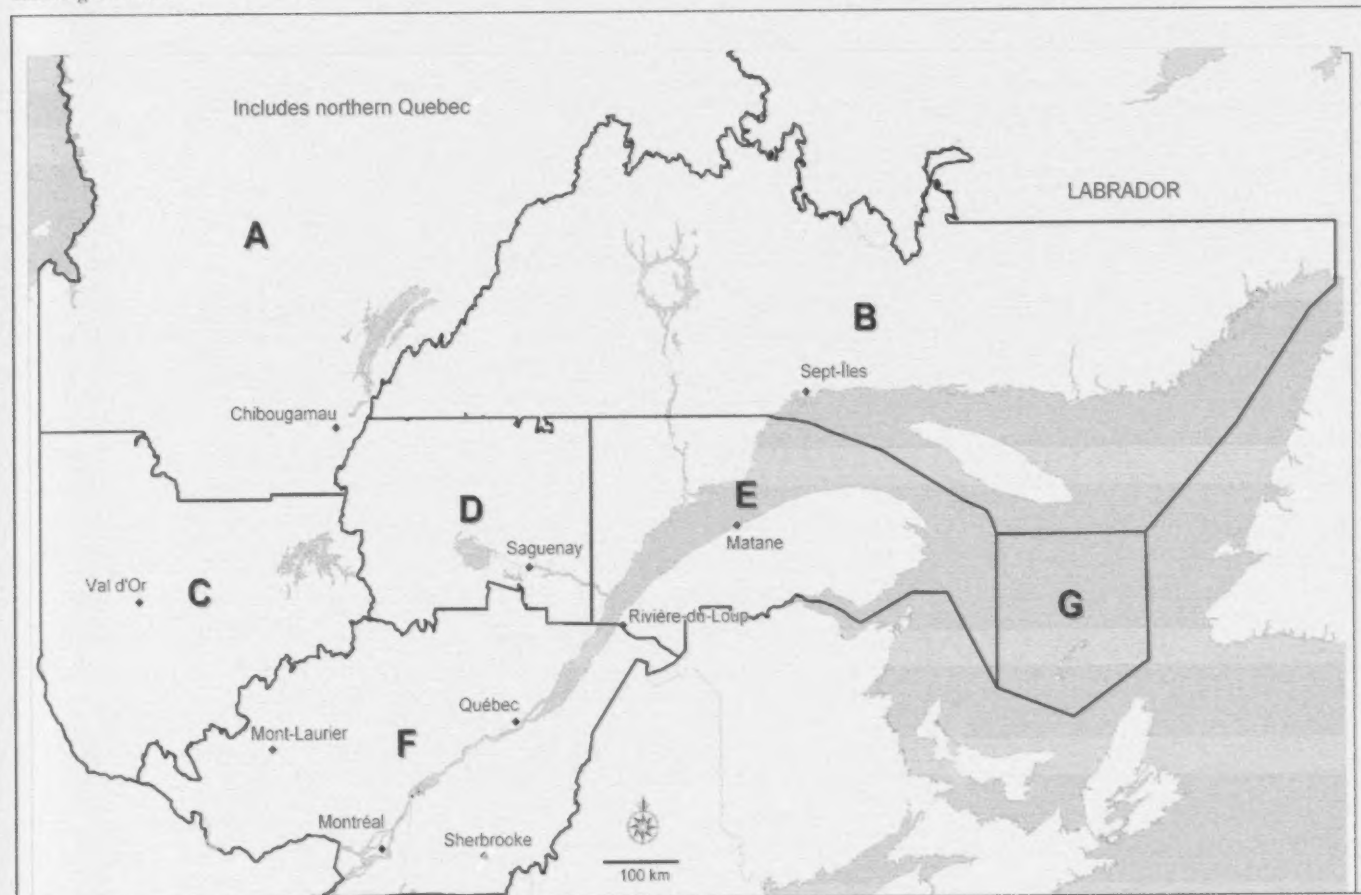 Includes northern Quebec
A
LABRADOR
B
Sept-Îles
Chibougamau
D
E
Saguenay
Matane
Val d'Or
C
G
Rivière-du-Loup
Québec
Mont-Laurier
F
Montréal
Sherbrooke
100 km